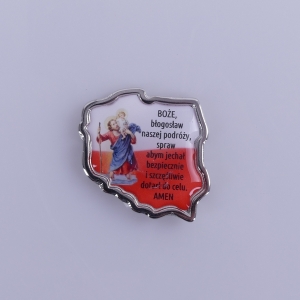 BOŻE,
błogosław
naszej podróży,
spraw
abym jechał
bezpiecznie
i szczęśliwie
dotarł do celu.
AMEN